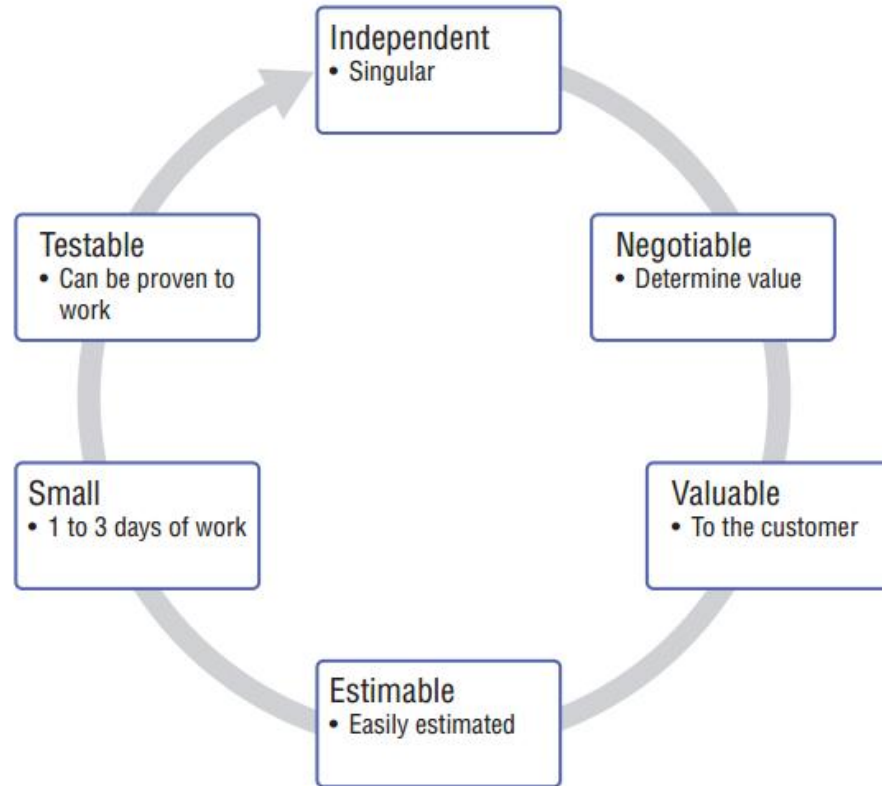 Independent
• Singular
Negotiable
• Determine value
Valuable
• To the customer
Estimable
• Easily estimated
Small
• 1 to 3 days of work
Testable
• Can be proven to
work